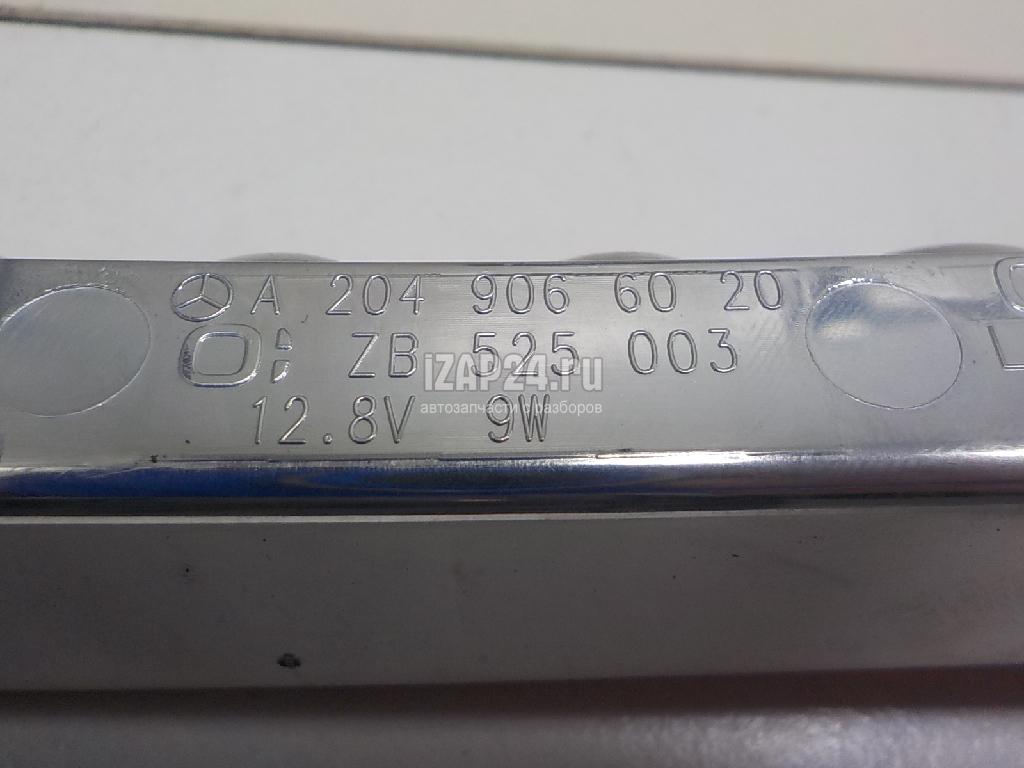 A 204 906 60 20
ZB 525 003
iZAP24.ru
автозапчасти с разборов
12.8V 9W